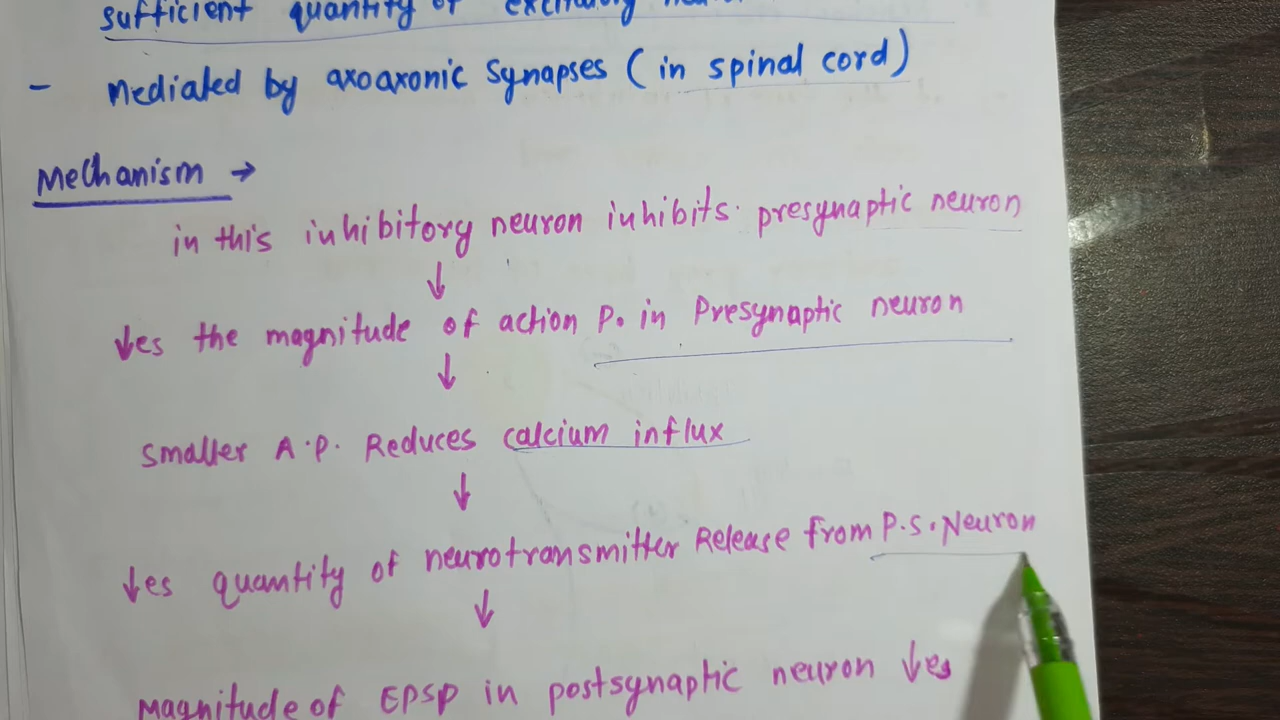 sufficient quantity of excitatory
- Mediated by axoaxonic synapses (in spinal cord)
Mechanism →
in this inhibitory neuron inhibits presynaptic neuron
↓
↓es the magnitude of action P. in Presynaptic neuron
↓
smaller A.P. Reduces calcium influx
↓
↓es quantity of neurotransmitter Release from P.S. Neuron
↓
Magnitude of EPSP in postsynaptic neuron ↓es